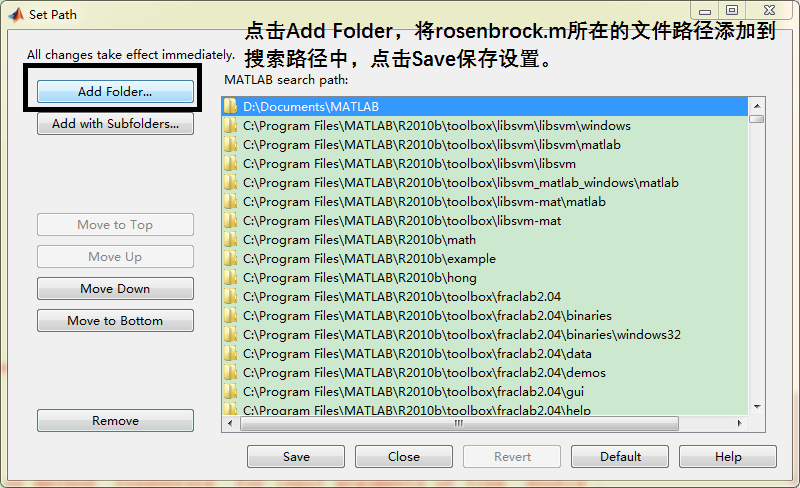 Set Path
点击Add Folder，将rosenbrock.m所在的文件路径添加到
搜索路径中，点击Save保存设置。
All changes take effect immediately.
Add Folder...
Add with Subfolders...
Move to Top
Move Up
Move Down
Move to Bottom
Remove
MATLAB search path:
D:\Documents\MATLAB
C:\Program Files\MATLAB\R2010b\toolbox\libsvm\libsvm\windows
C:\Program Files\MATLAB\R2010b\toolbox\libsvm\libsvm\matlab
C:\Program Files\MATLAB\R2010b\toolbox\libsvm\libsvm
C:\Program Files\MATLAB\R2010b\toolbox\libsvm_matlab_windows\matlab
C:\Program Files\MATLAB\R2010b\toolbox\libsvm-mat\matlab
C:\Program Files\MATLAB\R2010b\toolbox\libsvm-mat
C:\Program Files\MATLAB\R2010b\math
C:\Program Files\MATLAB\R2010b\example
C:\Program Files\MATLAB\R2010b\hong
C:\Program Files\MATLAB\R2010b\toolbox\fraclab2.04
C:\Program Files\MATLAB\R2010b\toolbox\fraclab2.04\binaries
C:\Program Files\MATLAB\R2010b\toolbox\fraclab2.04\binaries\windows32
C:\Program Files\MATLAB\R2010b\toolbox\fraclab2.04\data
C:\Program Files\MATLAB\R2010b\toolbox\fraclab2.04\demos
C:\Program Files\MATLAB\R2010b\toolbox\fraclab2.04\gui
C:\Program Files\MATLAB\R2010b\toolbox\fraclab2.04\help
Save
Close
Revert
Default
Help